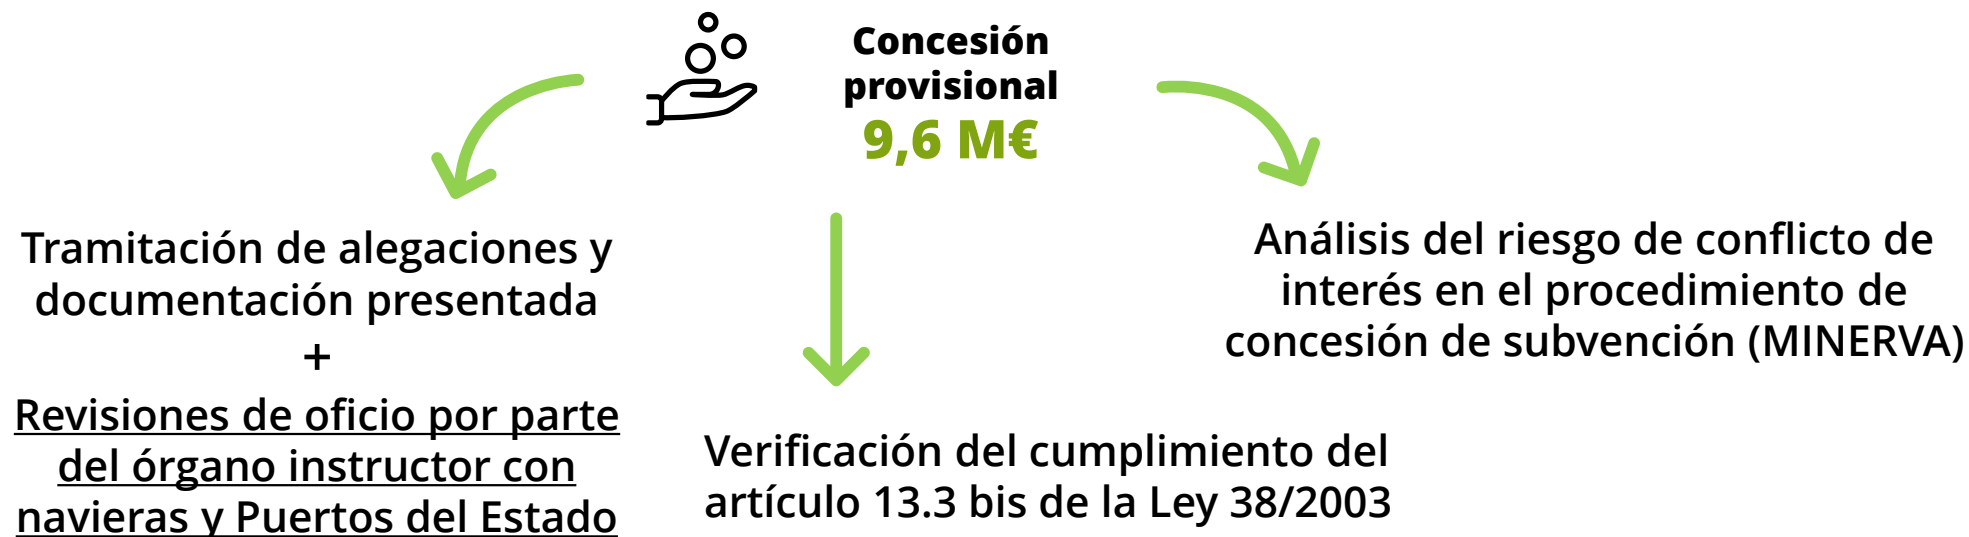 Concesión
provisional
9,6 M€
Tramitación de alegaciones y
documentación presentada
+
Revisiones de oficio por parte
del órgano instructor con
navieras y Puertos del Estado
Verificación del cumplimiento del
artículo 13.3 bis de la Ley 38/2003
Análisis del riesgo de conflicto de
interés en el procedimiento de
concesión de subvención (MINERVA)